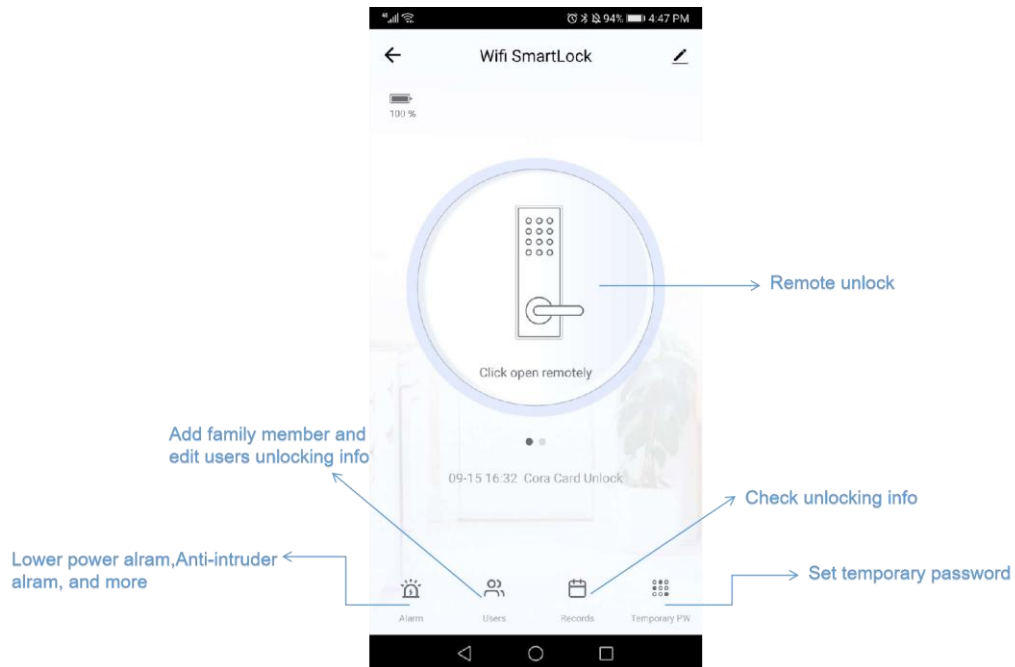 4G 94% 4:47 PM
Wifi SmartLock
100 %
Remote unlock
Click open remotely
Add family member and
edit users unlocking info
09-15 16:32 Cora Card Unlock
Check unlocking info
Lower power alram,Anti-intruder
alram, and more
Set temporary password
Alarm Users Records Temporary PW